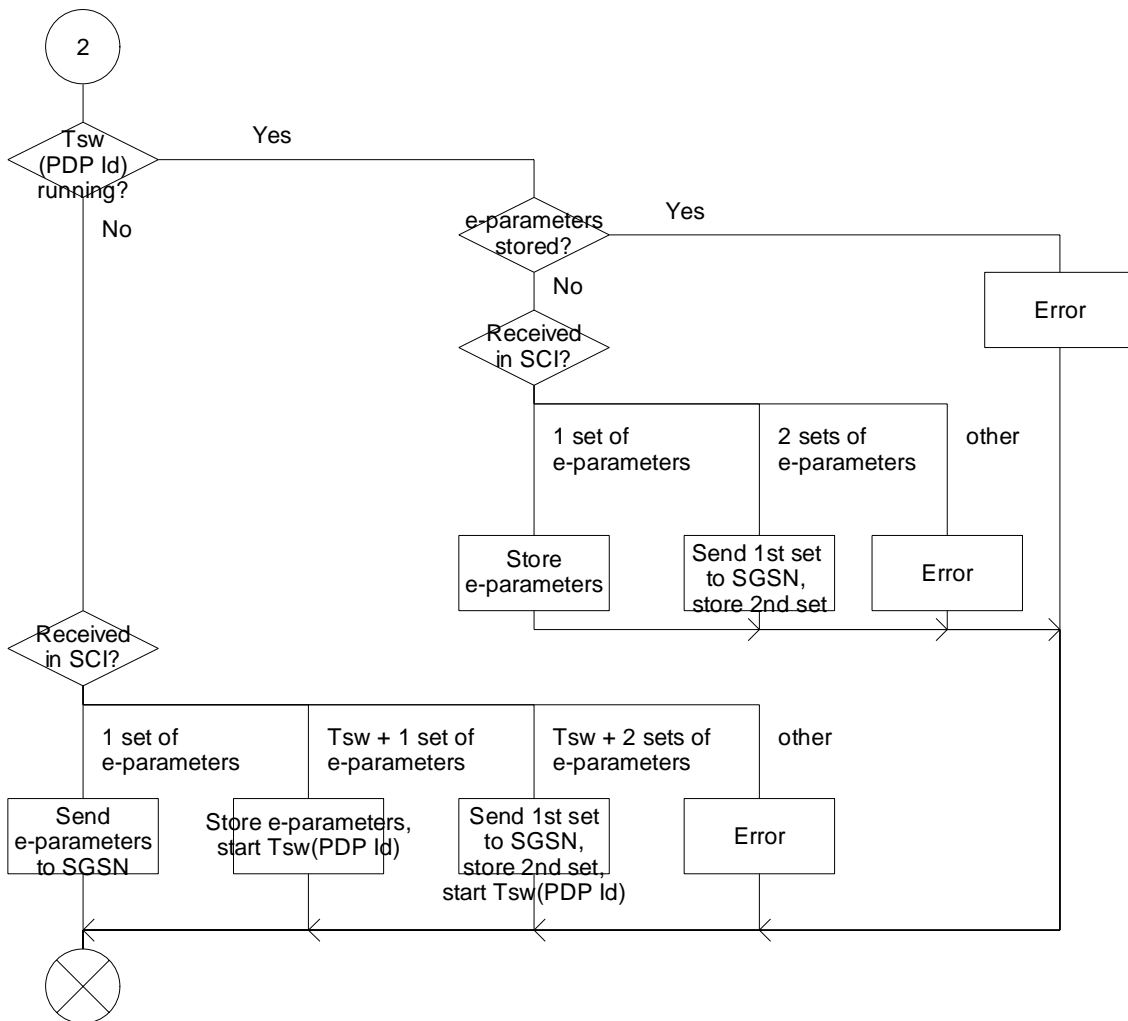 2
Tsw
(PDP Id)
running?
Yes
No
e-parameters
stored?
Yes
No
Error
Received
in SCI?
1 set of
e-parameters
2 sets of
e-parameters
other
Store
e-parameters
Send 1st set
to SGSN,
store 2nd set
Error
Received
in SCI?
1 set of
e-parameters
Tsw + 1 set of
e-parameters
Tsw + 2 sets of
e-parameters
other
Send
e-parameters
to SGSN
Store e-parameters,
start Tsw(PDP Id)
Send 1st set
to SGSN,
store 2nd set,
start Tsw(PDP Id)
Error